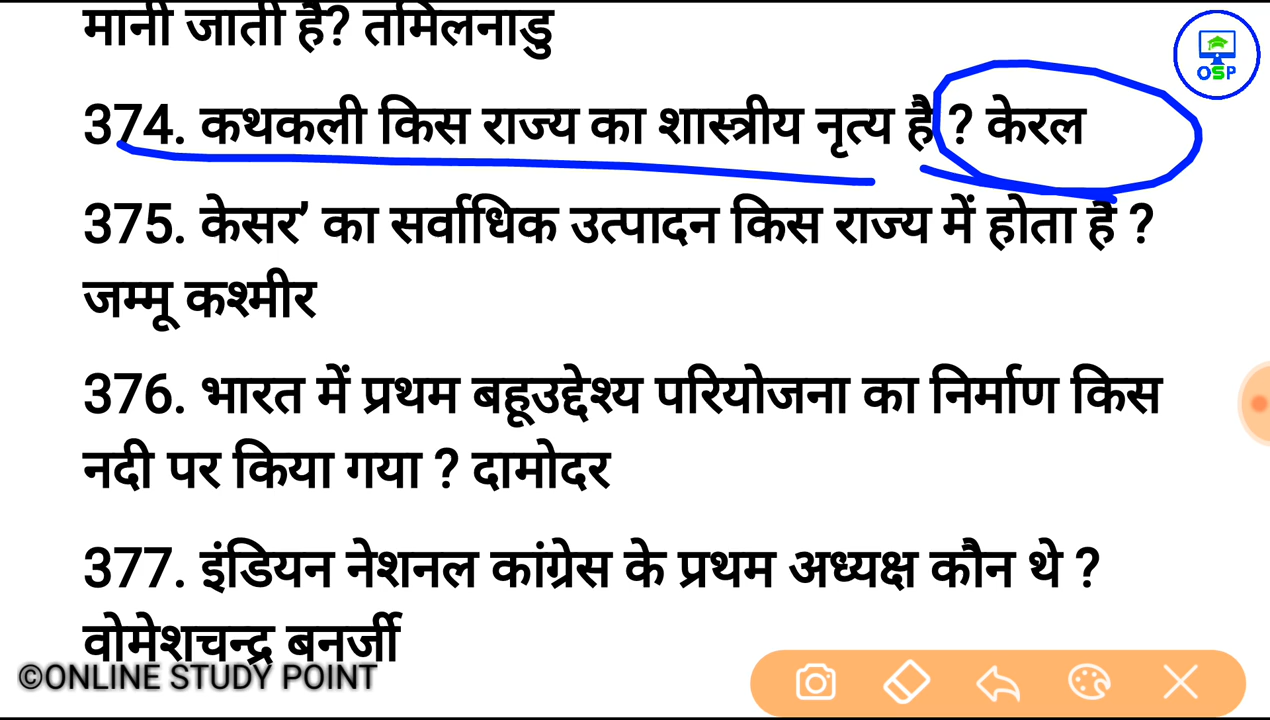 मानी जाती है? तमिलनाडु
OSP
374. कथकली किस राज्य का शास्त्रीय नृत्य है ? केरल
375. केसर' का सर्वाधिक उत्पादन किस राज्य में होता है ?
जम्मू कश्मीर
376. भारत में प्रथम बहूउद्देश्य परियोजना का निर्माण किस
नदी पर किया गया ? दामोदर
377. इंडियन नेशनल कांग्रेस के प्रथम अध्यक्ष कौन थे ?
वोमेशचन्द्र बनर्जी
©ONLINE STUDY POINT